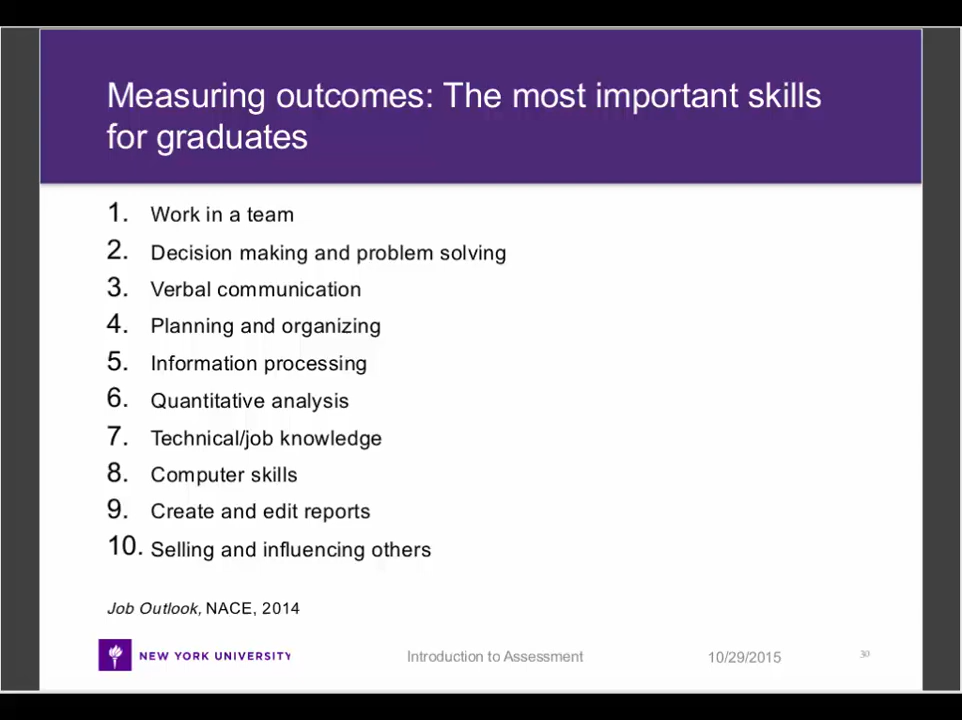 Measuring outcomes: The most important skills
for graduates
1. Work in a team
2. Decision making and problem solving
3. Verbal communication
4. Planning and organizing
5. Information processing
6. Quantitative analysis
7. Technical/job knowledge
8. Computer skills
9. Create and edit reports
10. Selling and influencing others
Job Outlook, NACE, 2014
NEW YORK UNIVERSITY Introduction to Assessment 10/29/2015 30